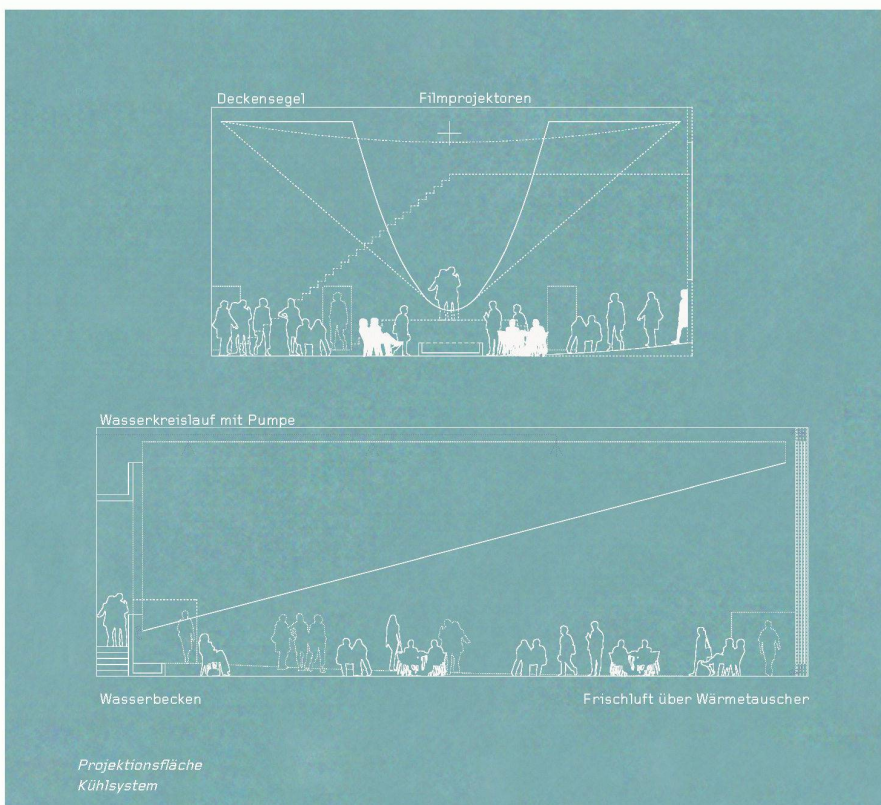 Deckensegel
Filmprojektoren
Wasserkreislauf mit Pumpe
Wasserbecken
Frischluft über Wärmetauscher
Projektionsfläche
Kühlsystem